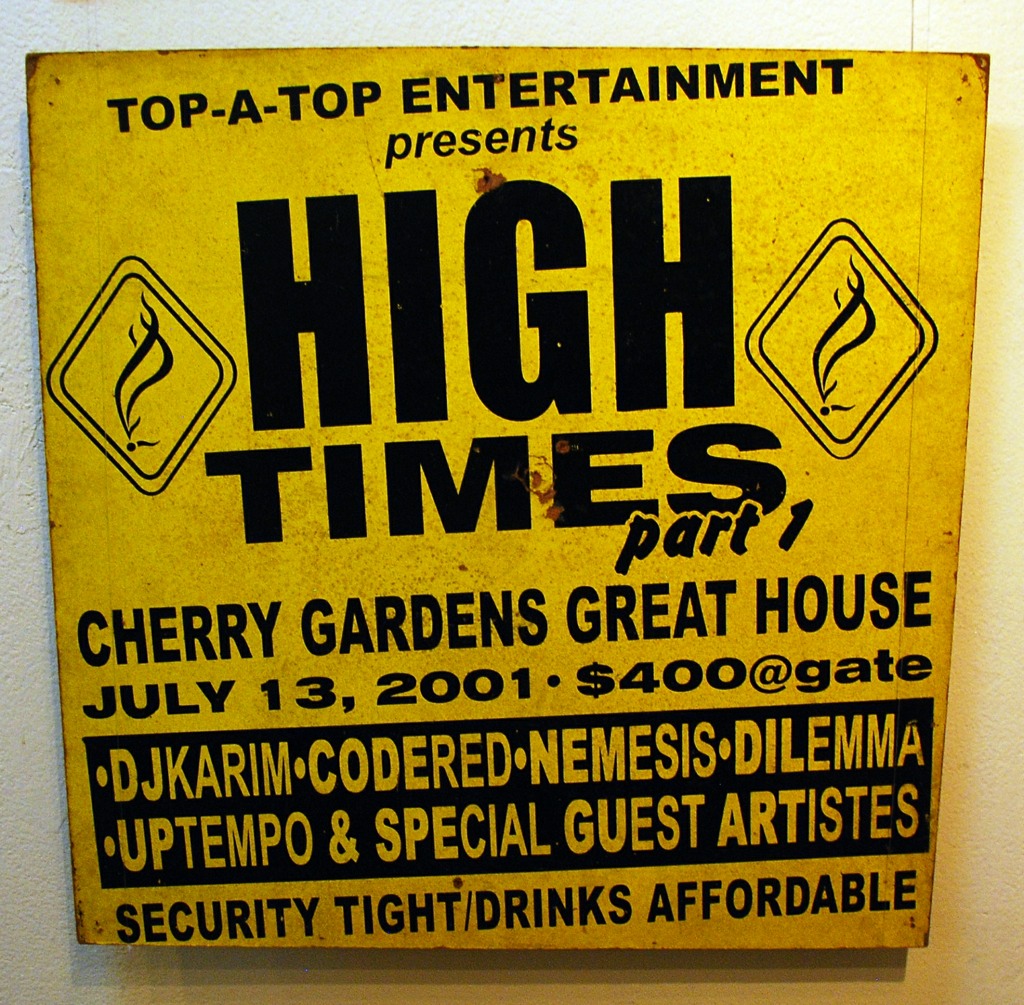 TOP-A-TOP ENTERTAINMENT
presents
HIGH
TIMES
part 1
CHERRY GARDENS GREAT HOUSE
JULY 13, 2001 • $400@gate
•DJKARIM•CODERED•NEMESIS•DILEMMA
•UPTEMPO & SPECIAL GUEST ARTISTES
SECURITY TIGHT/DRINKS AFFORDABLE